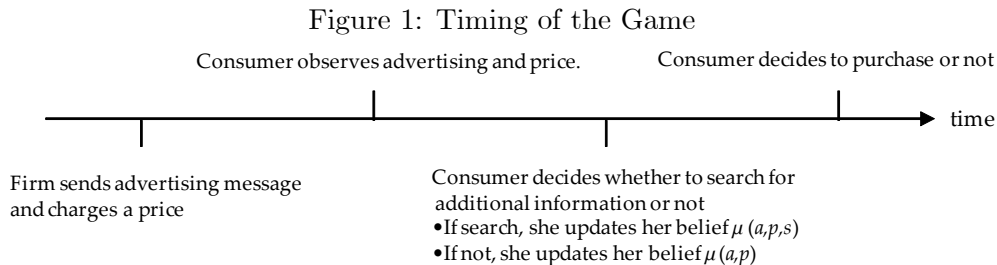 Figure 1: Timing of the Game
Consumer observes advertising and price.
Consumer decides to purchase or not
time
Firm sends advertising message
and charges a price
Consumer decides whether to search for
additional information or not
•If search, she updates her belief μ (a,p,s)
•If not, she updates her belief μ (a,p)